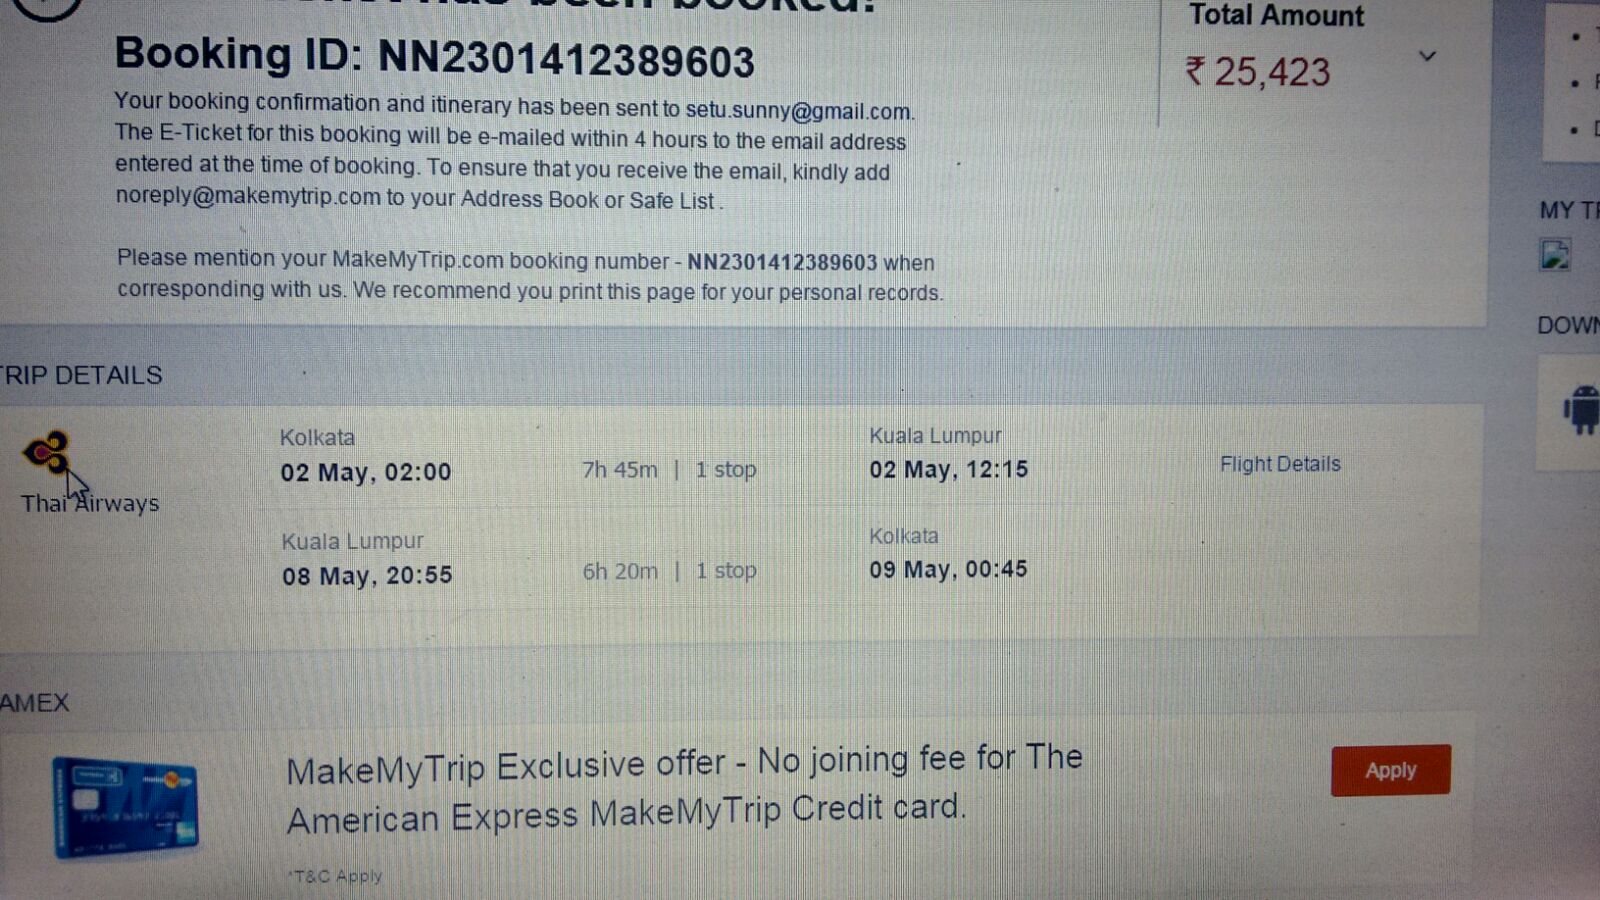 booked!
Booking ID: NN2301412389603
Your booking confirmation and itinerary has been sent to setu.sunny@gmail.com.
The E-Ticket for this booking will be e-mailed within 4 hours to the email address
entered at the time of booking. To ensure that you receive the email, kindly add
noreply@makemytrip.com to your Address Book or Safe List .
Please mention your MakeMyTrip.com booking number - NN2301412389603 when
corresponding with us. We recommend you print this page for your personal records.
Total Amount
₹ 25,423
MY
TRIP DETAILS
Thai Airways
Kolkata
02 May, 02:00
7h 45m | 1 stop
Kuala Lumpur
02 May, 12:15
Flight Details
Kuala Lumpur
08 May, 20:55
6h 20m | 1 stop
Kolkata
09 May, 00:45
AMEX
MakeMyTrip Exclusive offer - No joining fee for The
American Express MakeMyTrip Credit card.
*T&C Apply
Apply